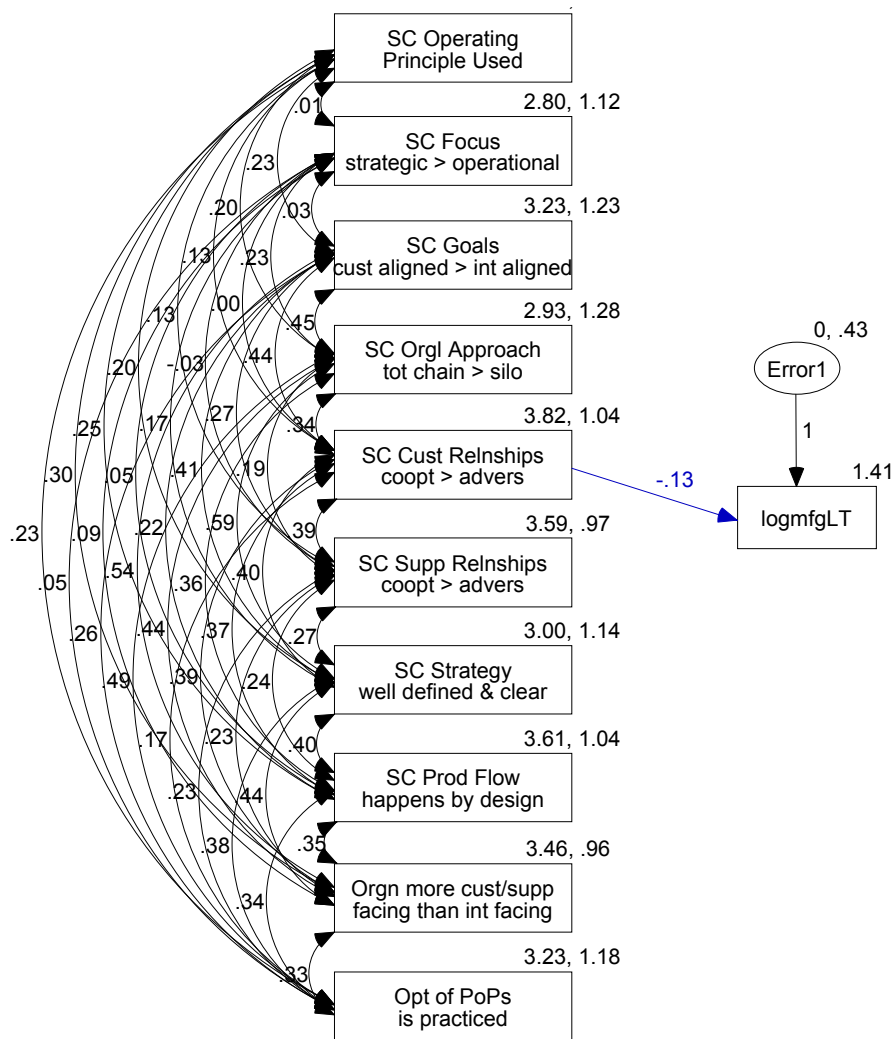 SC Operating
Principle Used
.01
2.80, 1.12
SC Focus
strategic > operational
.23
.20
.03
3.23, 1.23
SC Goals
cust aligned > int aligned
.13
.23
.00
.45
2.93, 1.28
SC Orgl Approach
tot chain > silo
.13
-.03
.44
.20
.34
3.82, 1.04
SC Cust Relnships
coopt > advers
.25
.17
.27
.30
.05
.41
.19
.39
3.59, .97
SC Supp Relnships
coopt > advers
.23
.09
.22
.59
.05
.54
.36
.40
.27
3.00, 1.14
SC Strategy
well defined & clear
.26
.44
.37
.49
.39
.24
.40
3.61, 1.04
SC Prod Flow
happens by design
.17
.23
.23
.44
.38
.35
3.46, .96
Orgn more cust/supp
facing than int facing
.34
.33
3.23, 1.18
Opt of PoPs
is practiced
0, .43
Error1
1
-.13
1.41
logmfgLT